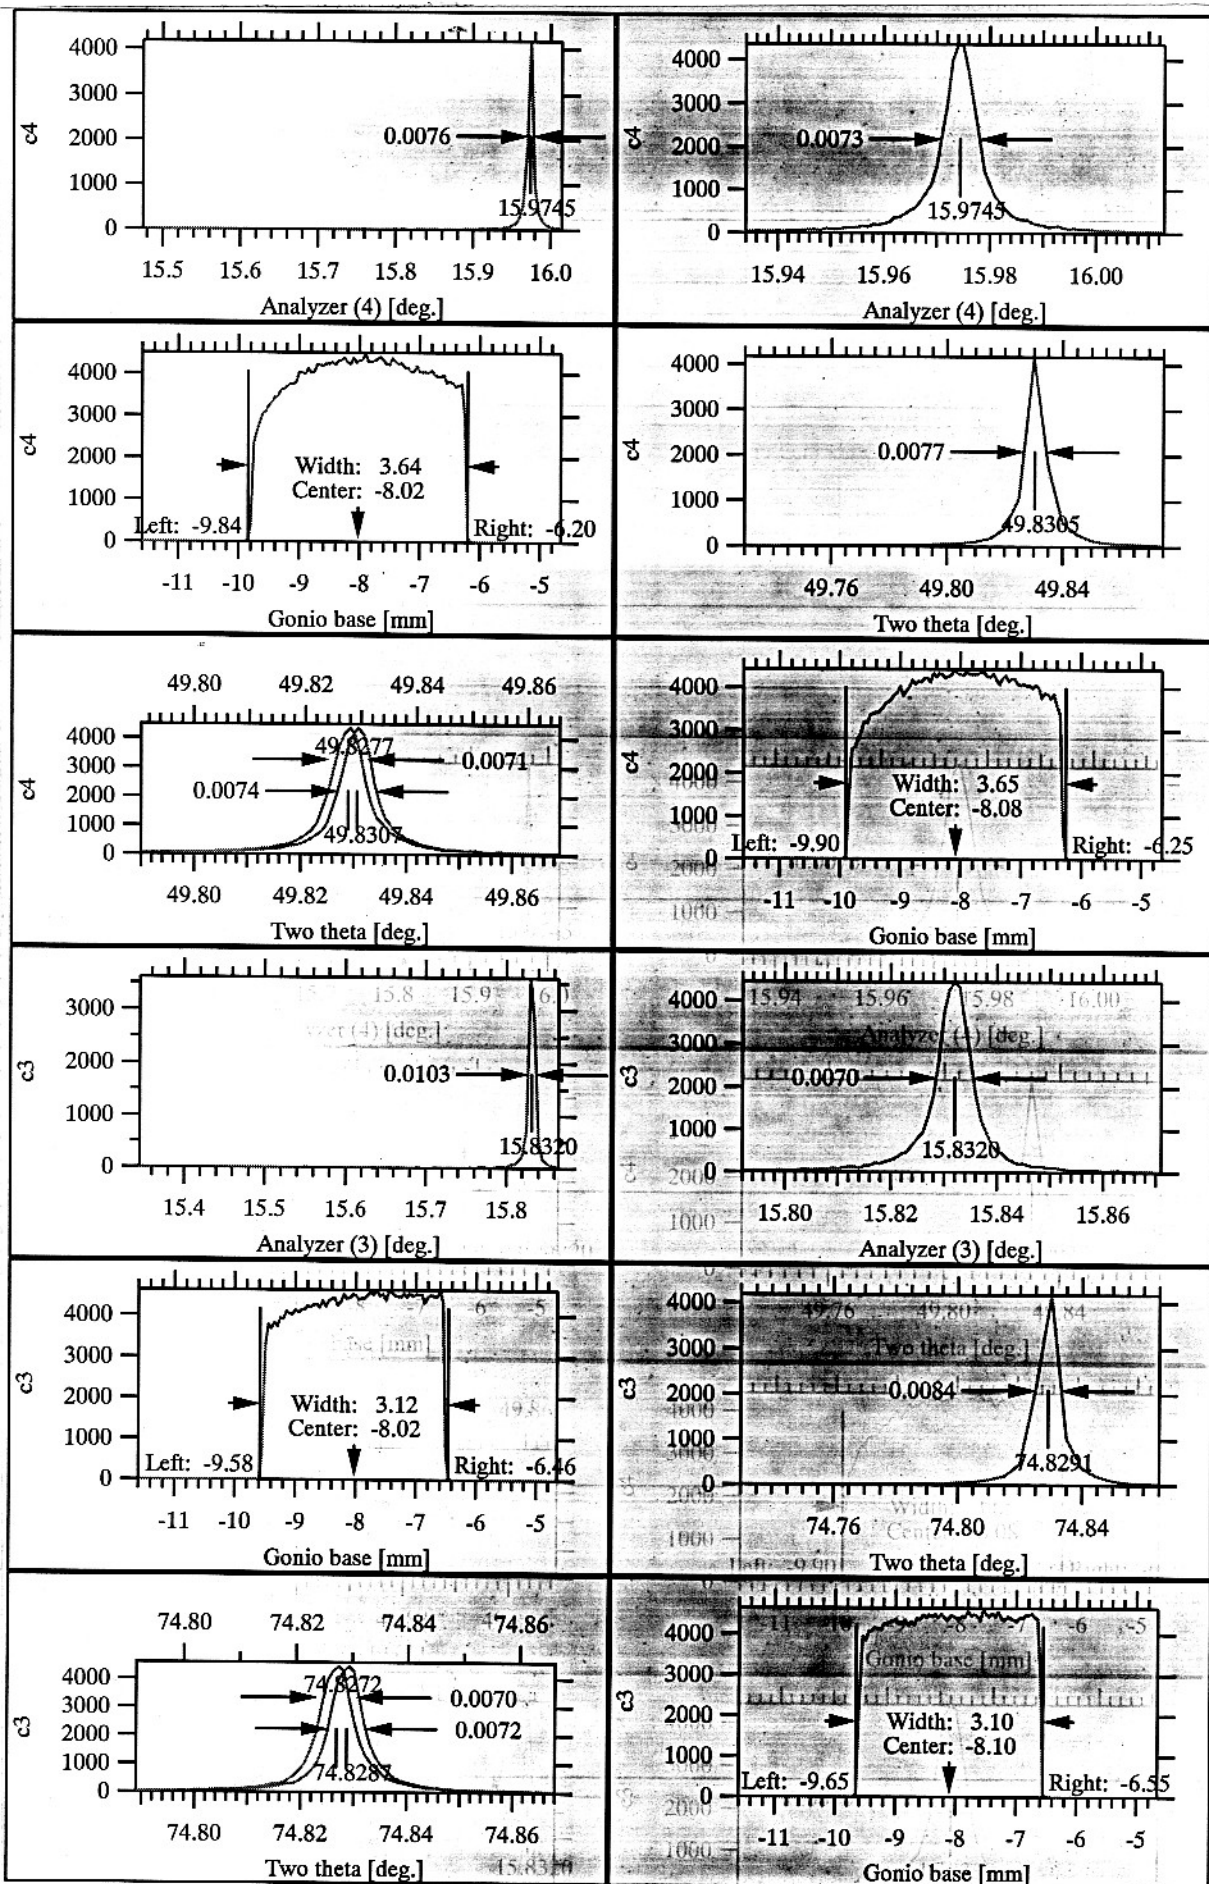 4000
3000
2000
1000
0
c4
0.0076
15.9745
15.5 15.6 15.7 15.8 15.9 16.0
Analyzer (4) [deg.]
4000
3000
2000
1000
0
c4
0.0073
15.9745
15.94 15.96 15.98 16.00
Analyzer (4) [deg.]
4000
3000
2000
1000
0
c4
Width: 3.64
Center: -8.02
Left: -9.84
Right: -6.20
-11 -10 -9 -8 -7 -6 -5
Gonio base [mm]
4000
3000
2000
1000
0
c4
0.0077
49.8305
49.76 49.80 49.84
Two theta [deg.]
49.80 49.82 49.84 49.86
4000
3000
2000
1000
0
c4
49.8277
0.0071
0.0074
49.8307
49.80 49.82 49.84 49.86
Two theta [deg.]
4000
3000
2000
1000
0
c4
Width: 3.65
Center: -8.08
Left: -9.90
Right: -6.25
-11 -10 -9 -8 -7 -6 -5
Gonio base [mm]
3000
2000
1000
0
c3
0.0103
15.8320
15.4 15.5 15.6 15.7 15.8
Analyzer (3) [deg.]
4000
3000
2000
1000
0
c3
0.0070
15.8320
15.80 15.82 15.84 15.86
Analyzer (3) [deg.]
4000
3000
2000
1000
0
c3
Width: 3.12
Center: -8.02
Left: -9.58
Right: -6.46
-11 -10 -9 -8 -7 -6 -5
Gonio base [mm]
4000
3000
2000
1000
0
c3
0.0084
74.8291
74.76 74.80 74.84
Two theta [deg.]
74.80 74.82 74.84 74.86
4000
3000
2000
1000
0
c3
74.8272
0.0070
0.0072
74.8287
74.80 74.82 74.84 74.86
Two theta [deg.]
4000
3000
2000
1000
0
c3
Width: 3.10
Center: -8.10
Left: -9.65
Right: -6.55
-11 -10 -9 -8 -7 -6 -5
Gonio base [mm]